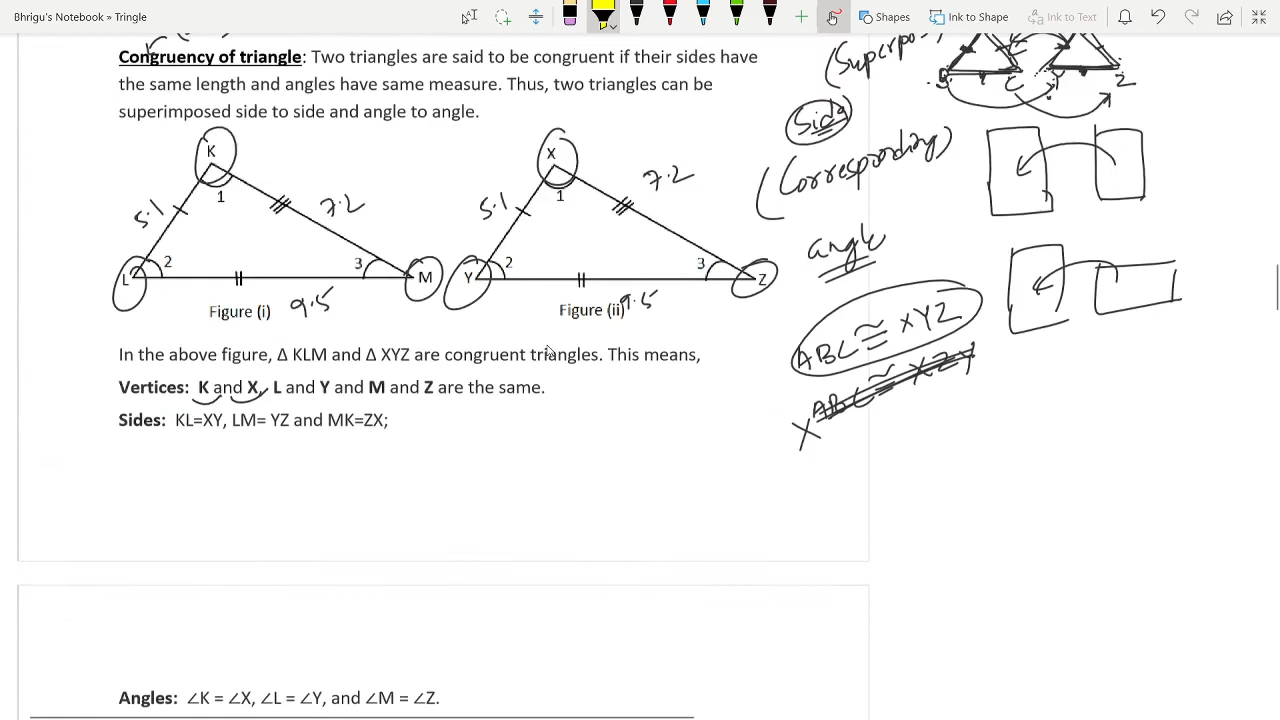 Bhrigu's Notebook » Tringle
Shapes
Ink to Shape
Ink to Text
Congruency of triangle: Two triangles are said to be congruent if their sides have
the same length and angles have same measure. Thus, two triangles can be
superimposed side to side and angle to angle.
K
1
5.1
7.2
L
2
3
M
Figure (i)
9.5
X
1
5.1
7.2
Y
2
3
Z
Figure (ii)
9.5
In the above figure, Δ KLM and Δ XYZ are congruent triangles. This means,
Vertices: K and X, L and Y and M and Z are the same.
Sides: KL=XY, LM= YZ and MK=ZX;
Angles: ∠K = ∠X, ∠L = ∠Y, and ∠M = ∠Z.
B
C
Y
Z
Side
(Corresponding)
angle
ABC ≅ XYZ
ABC ≅ XZY
X